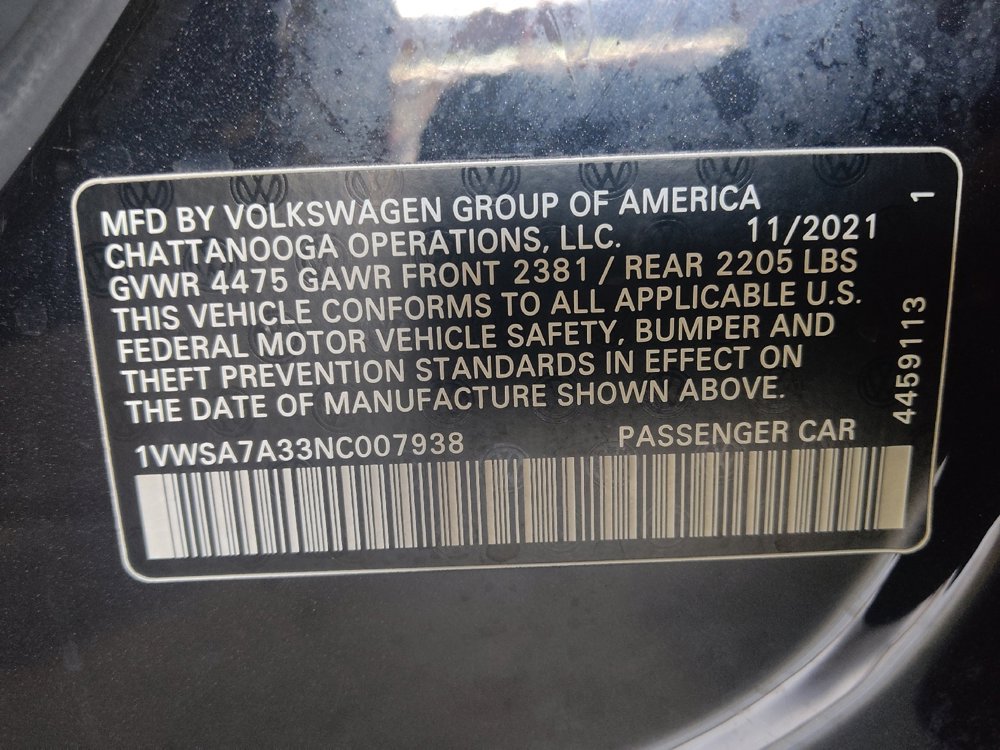 MFD BY VOLKSWAGEN GROUP OF AMERICA
CHATTANOOGA OPERATIONS, LLC. 11/2021
GVWR 4475 GAWR FRONT 2381 / REAR 2205 LBS
THIS VEHICLE CONFORMS TO ALL APPLICABLE U.S.
FEDERAL MOTOR VEHICLE SAFETY, BUMPER AND
THEFT PREVENTION STANDARDS IN EFFECT ON
THE DATE OF MANUFACTURE SHOWN ABOVE.
1VWSA7A33NC007938 PASSENGER CAR
4459113 1